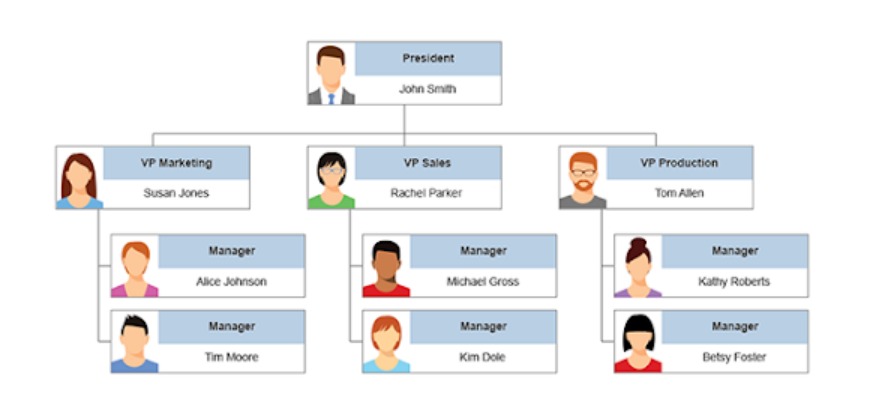 President
John Smith
VP Marketing
Susan Jones
VP Sales
Rachel Parker
VP Production
Tom Allen
Manager
Alice Johnson
Manager
Michael Gross
Manager
Kathy Roberts
Manager
Tim Moore
Manager
Kim Dole
Manager
Betsy Foster